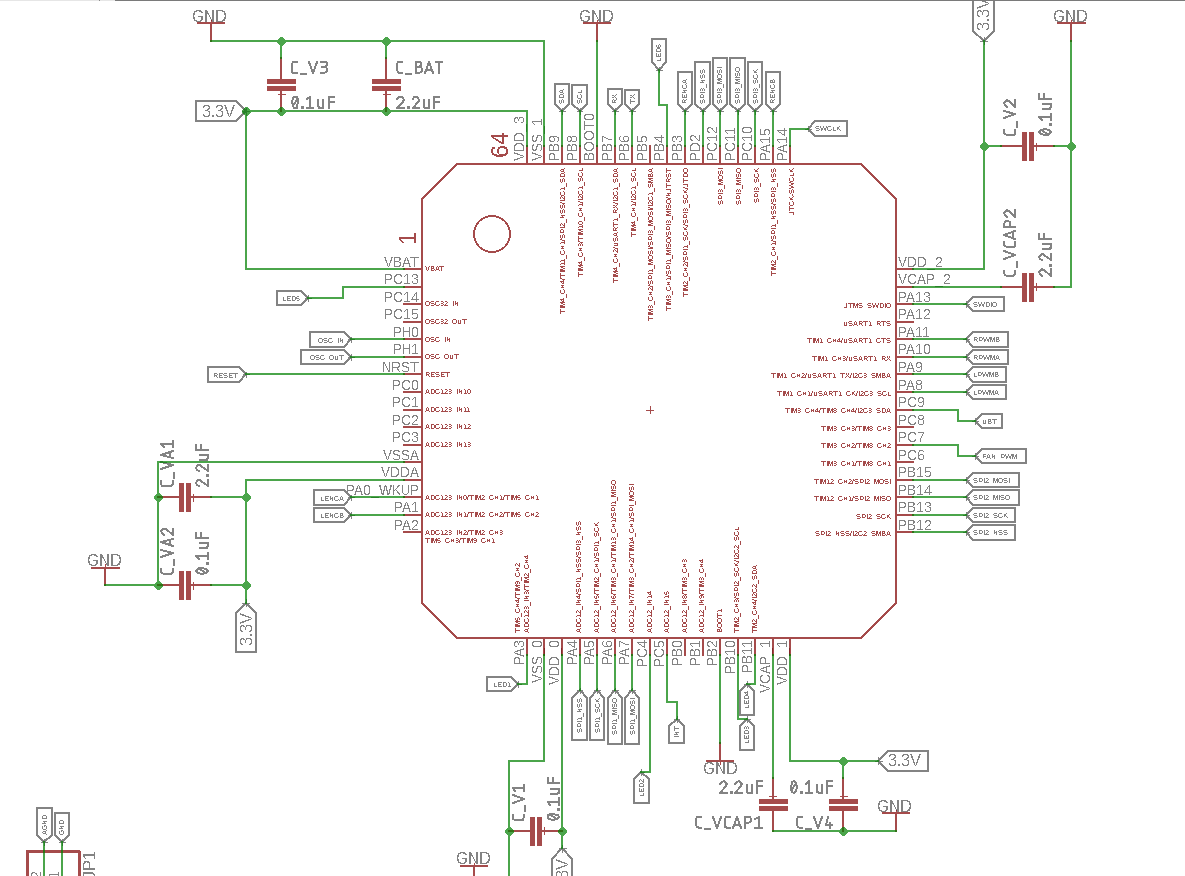 GND
GND
3.3V
GND
C_V3
0.1uF
C_BAT
2.2uF
3.3V
LED6
SDA
SCL
RX
TX
RENCA
SPI3_NSS
SPI3_MOSI
SPI3_MISO
SPI3_SCK
RENCB
SWCLK
C_V2
0.1uF
C_VCAP2
2.2uF
64
VDD_3
VSS_1
PB9
PB8
BOOT0
PB7
PB6
PB5
PB4
PB3
PD2
PC12
PC11
PC10
PA15
PA14
TIM4_CH4/TIM11_CH1/SPI2_NSS/I2C1_SDA
TIM4_CH3/TIM10_CH1/I2C1_SCL
TIM4_CH2/USART1_RX/I2C1_SDA
TIM4_CH1/I2C1_SCL
TIM3_CH2/SPI1_MOSI/SPI3_MOSI/I2C1_SMBA
TIM3_CH1/SPI1_MISO/SPI3_MISO/NJTRST
TIM2_CH2/SPI1_SCK/SPI3_SCK/JTDO
SPI3_MOSI
SPI3_MISO
SPI3_SCK
TIM2_CH1/SPI1_NSS/SPI3_NSS
JTCK-SWCLK
1
VBAT
VBAT
PC13
LED5
PC14
OSC32 IN
PC15
OSC32 OUT
PH0
OSC IN
OSC IN
PH1
OSC OUT
OSC OUT
NRST
RESET
RESET
PC0
ADC123 IN10
PC1
ADC123 IN11
PC2
ADC123 IN12
PC3
ADC123 IN13
VSSA
VDDA
PA0 WKUP
LENCA
ADC123 IN0/TIM2 CH1/TIM5 CH1
PA1
LENCB
ADC123 IN1/TIM2 CH2/TIM5 CH2
PA2
ADC123 IN2/TIM2 CH3
TIM5 CH3/TIM9 CH1
C_VA1
2.2uF
C_VA2
0.1uF
GND
3.3V
VDD_2
VCAP_2
PA13
JTMS SWDIO
SWDIO
PA12
USART1 RTS
PA11
TIM1 CH4/USART1 CTS
RPWMB
PA10
TIM1 CH3/USART1 RX
RPWMA
PA9
TIM1 CH2/USART1 TX/I2C3 SMBA
LPWMB
PA8
TIM1 CH1/USART1 CK/I2C3 SCL
LPWMA
PC9
TIM3 CH4/TIM8 CH4/I2C3 SDA
PC8
TIM3 CH3/TIM8 CH3
uBT
PC7
TIM3 CH2/TIM8 CH2
PC6
TIM3 CH1/TIM8 CH1
FAN PWM
PB15
TIM12 CH2/SPI2 MOSI
SPI2 MOSI
PB14
TIM12 CH1/SPI2 MISO
SPI2 MISO
PB13
SPI2 SCK
SPI2 SCK
PB12
SPI2 NSS/I2C2 SMBA
SPI2 NSS
TIM5_CH4/TIM9_CH2
ADC123_IN3/TIM2_CH4
ADC12_IN4/SPI1_NSS/SPI3_NSS
ADC12_IN5/TIM2_CH1/SPI1_SCK
ADC12_IN6/TIM3_CH1/TIM13_CH1/SPI1_MISO
ADC12_IN7/TIM3_CH2/TIM14_CH1/SPI1_MOSI
ADC12_IN14
ADC12_IN15
ADC12_IN8/TIM3_CH3
ADC12_IN9/TIM3_CH4
BOOT1
TIM2_CH3/SPI2_SCK/I2C2_SCL
TIM2_CH4/I2C2_SDA
PA3
VSS_0
VDD_0
PA4
PA5
PA6
PA7
PC4
PC5
PB0
PB1
PB2
PB10
PB11
VCAP_1
VDD_1
LED1
SPI1_NSS
SPI1_SCK
SPI1_MISO
SPI1_MOSI
LED2
INT
LED4
LED3
GND
3.3V
C_V1
0.1uF
2.2uF
C_VCAP1
0.1uF
C_V4
GND
GND
AGND
GND
JP1
2
1